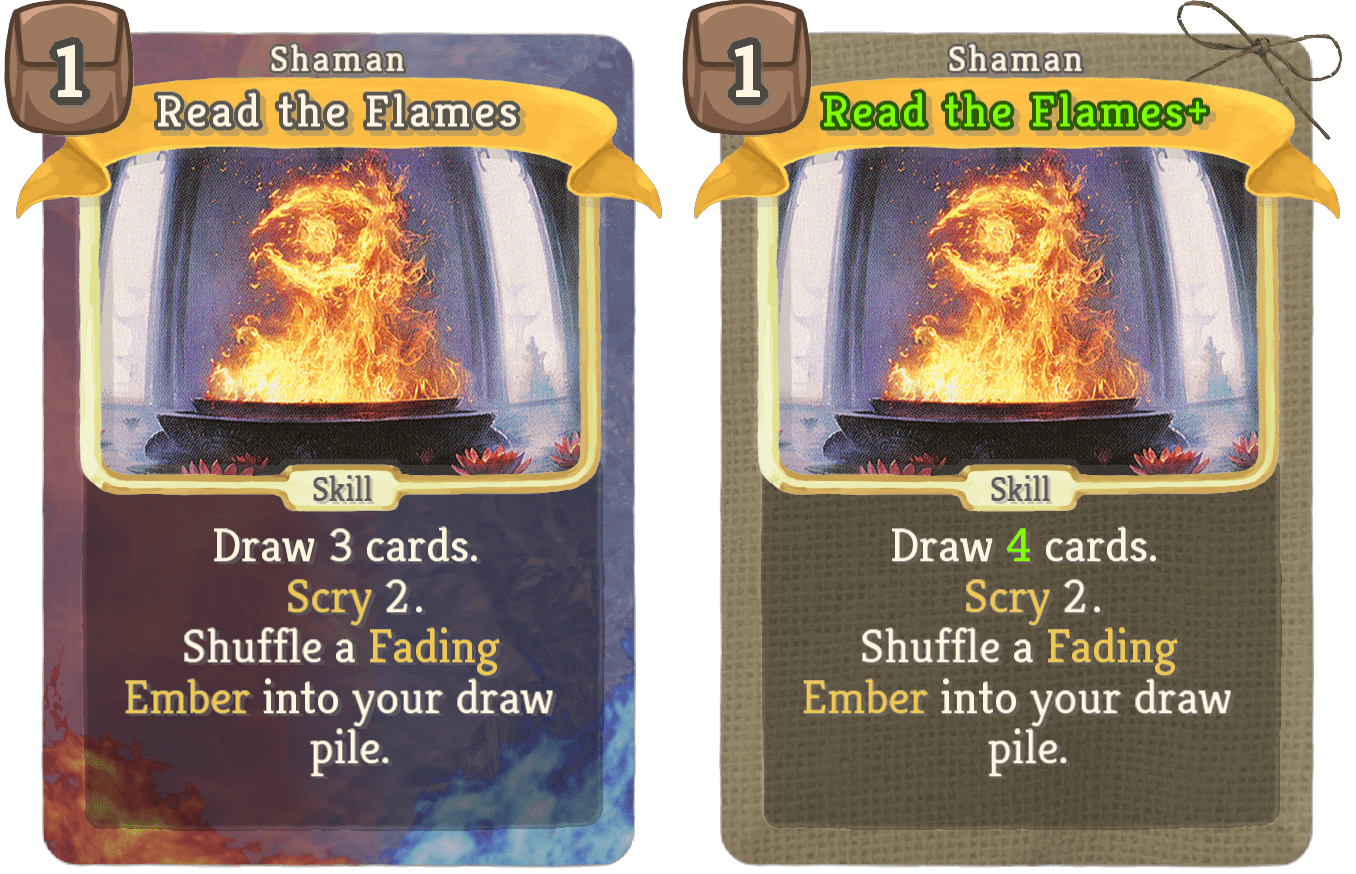 1
Shaman
Read the Flames
Skill
Draw 3 cards.
Scry 2.
Shuffle a Fading
Ember into your draw
pile.
1
Shaman
Read the Flames+
Skill
Draw 4 cards.
Scry 2.
Shuffle a Fading
Ember into your draw
pile.